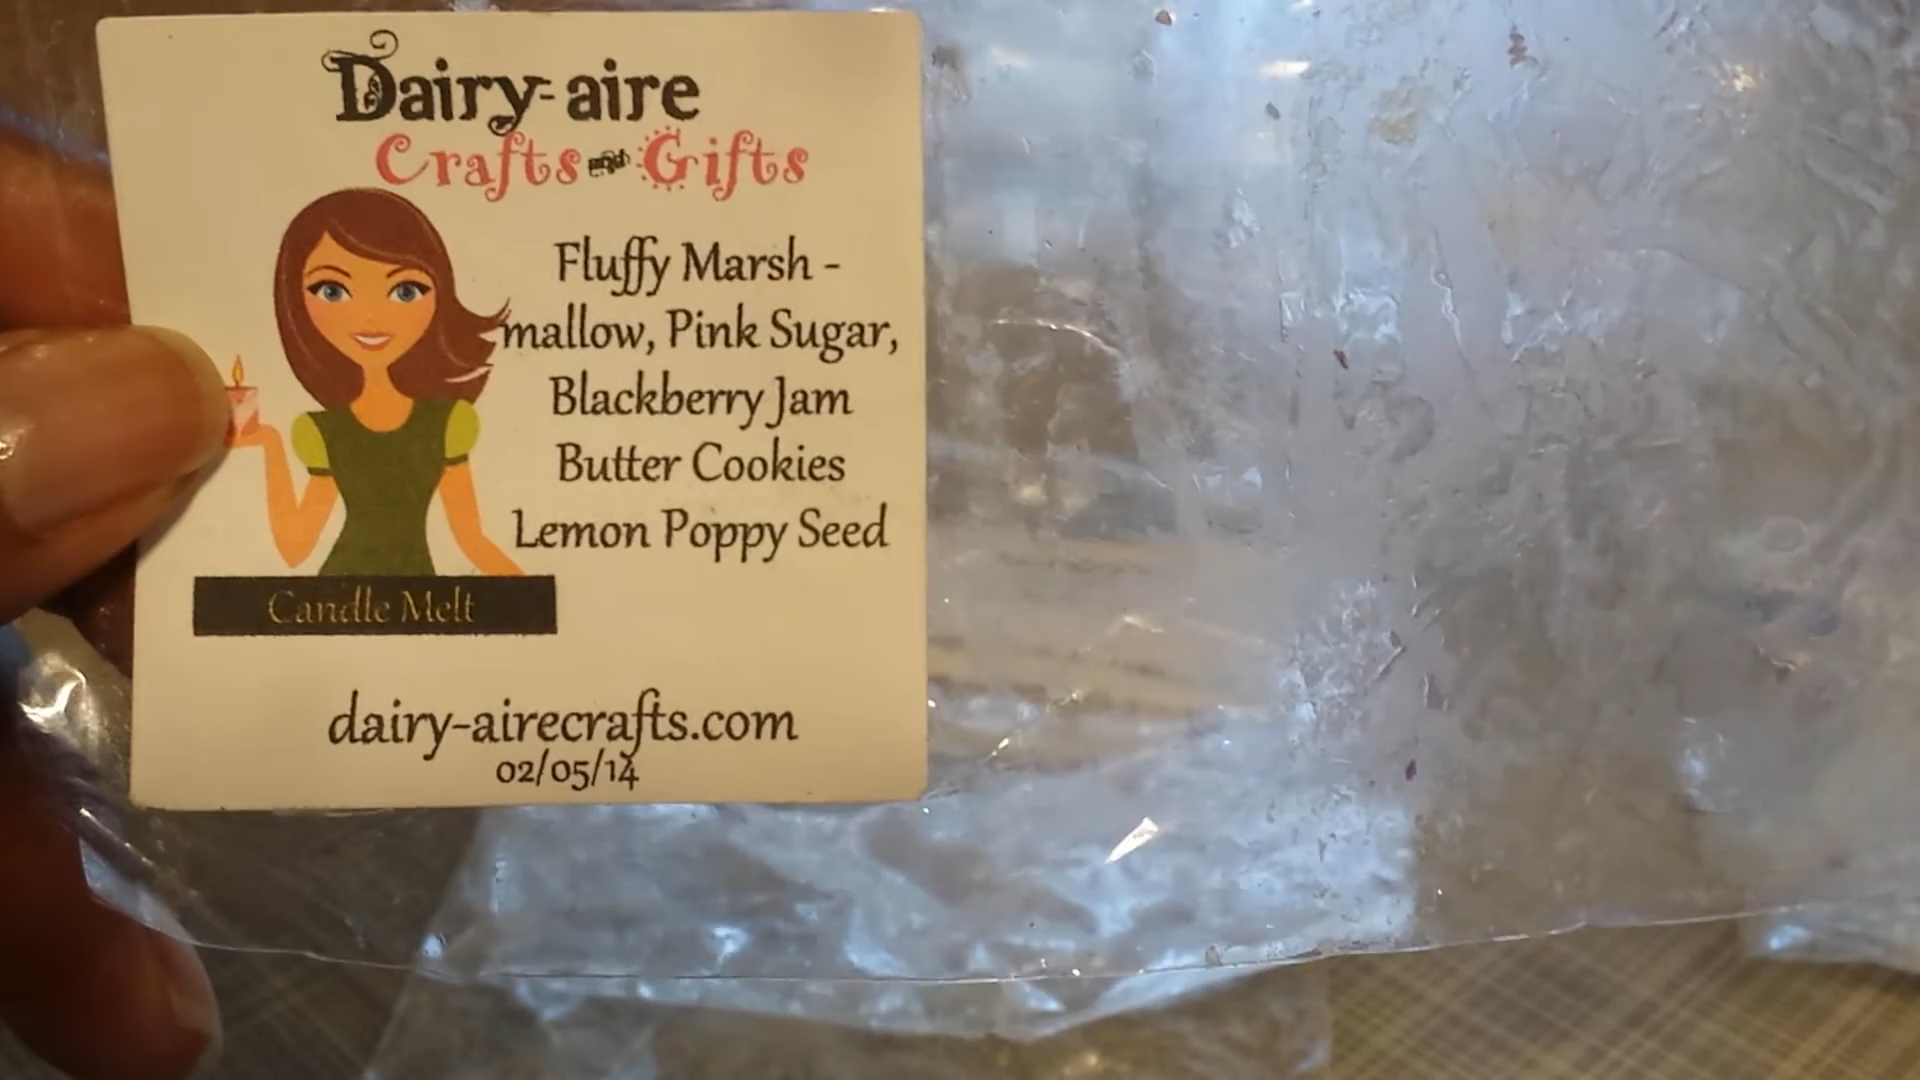 Dairy-aire
Crafts and Gifts
Fluffy Marsh -
mallow, Pink Sugar,
Blackberry Jam
Butter Cookies
Lemon Poppy Seed
Candle Melt
dairy-airecrafts.com
02/05/14